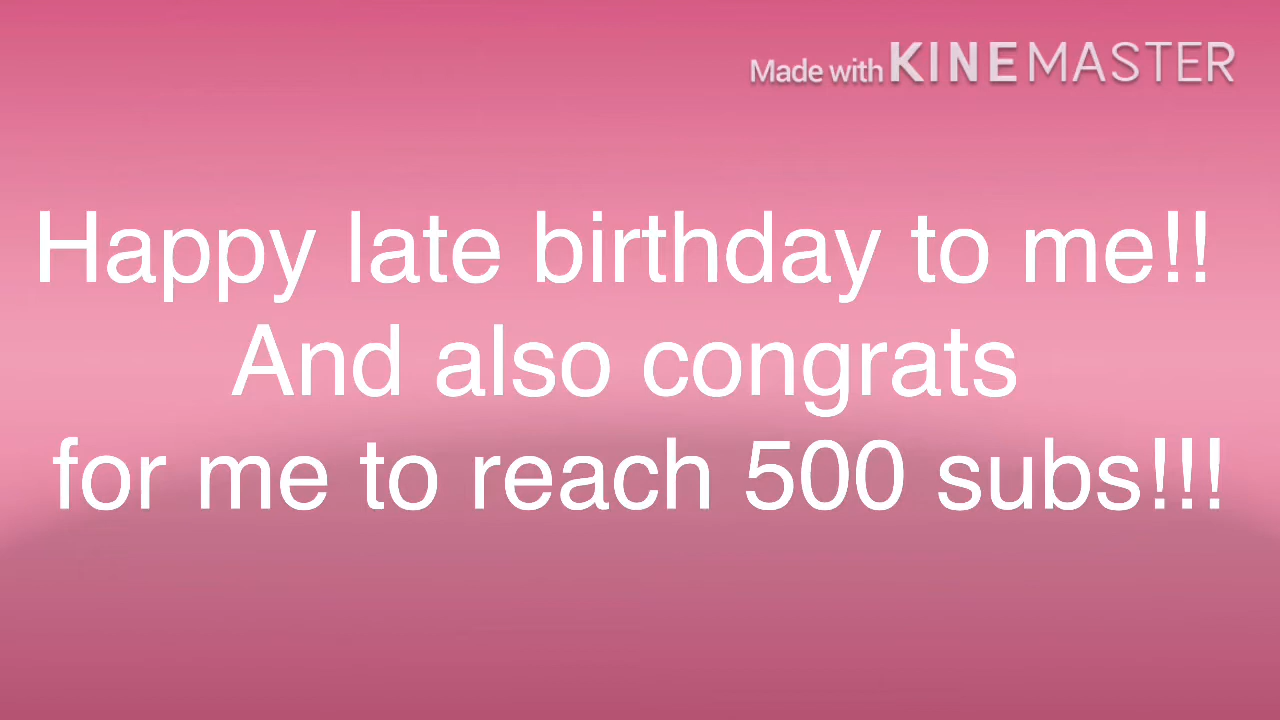 Made with KINEMASTER
Happy late birthday to me!!
And also congrats
for me to reach 500 subs!!!